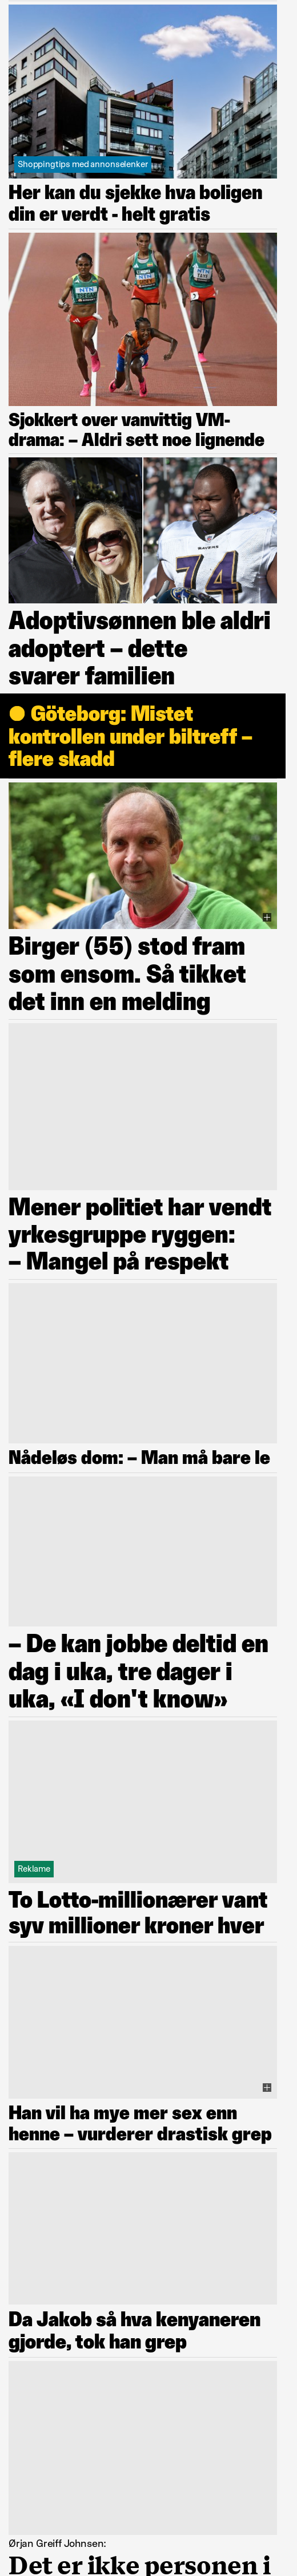 Shoppingtips med annonselenker
Her kan du sjekke hva boligen
din er verdt - helt gratis
Sjokkert over vanvittig VM-
drama: – Aldri sett noe lignende
RAVENS
74
Adoptivsønnen ble aldri
adoptert – dette
svarer familien
Göteborg: Mistet
kontrollen under biltreff –
flere skadd
Birger (55) stod fram
som ensom. Så tikket
det inn en melding
Mener politiet har vendt
yrkesgruppe ryggen:
– Mangel på respekt
Nådeløs dom: – Man må bare le
– De kan jobbe deltid en
dag i uka, tre dager i
uka, «I don't know»
Reklame
To Lotto-millionærer vant
syv millioner kroner hver
Han vil ha mye mer sex enn
henne – vurderer drastisk grep
Da Jakob så hva kenyaneren
gjorde, tok han grep
Ørjan Greiff Johnsen:
Det er ikke personen i